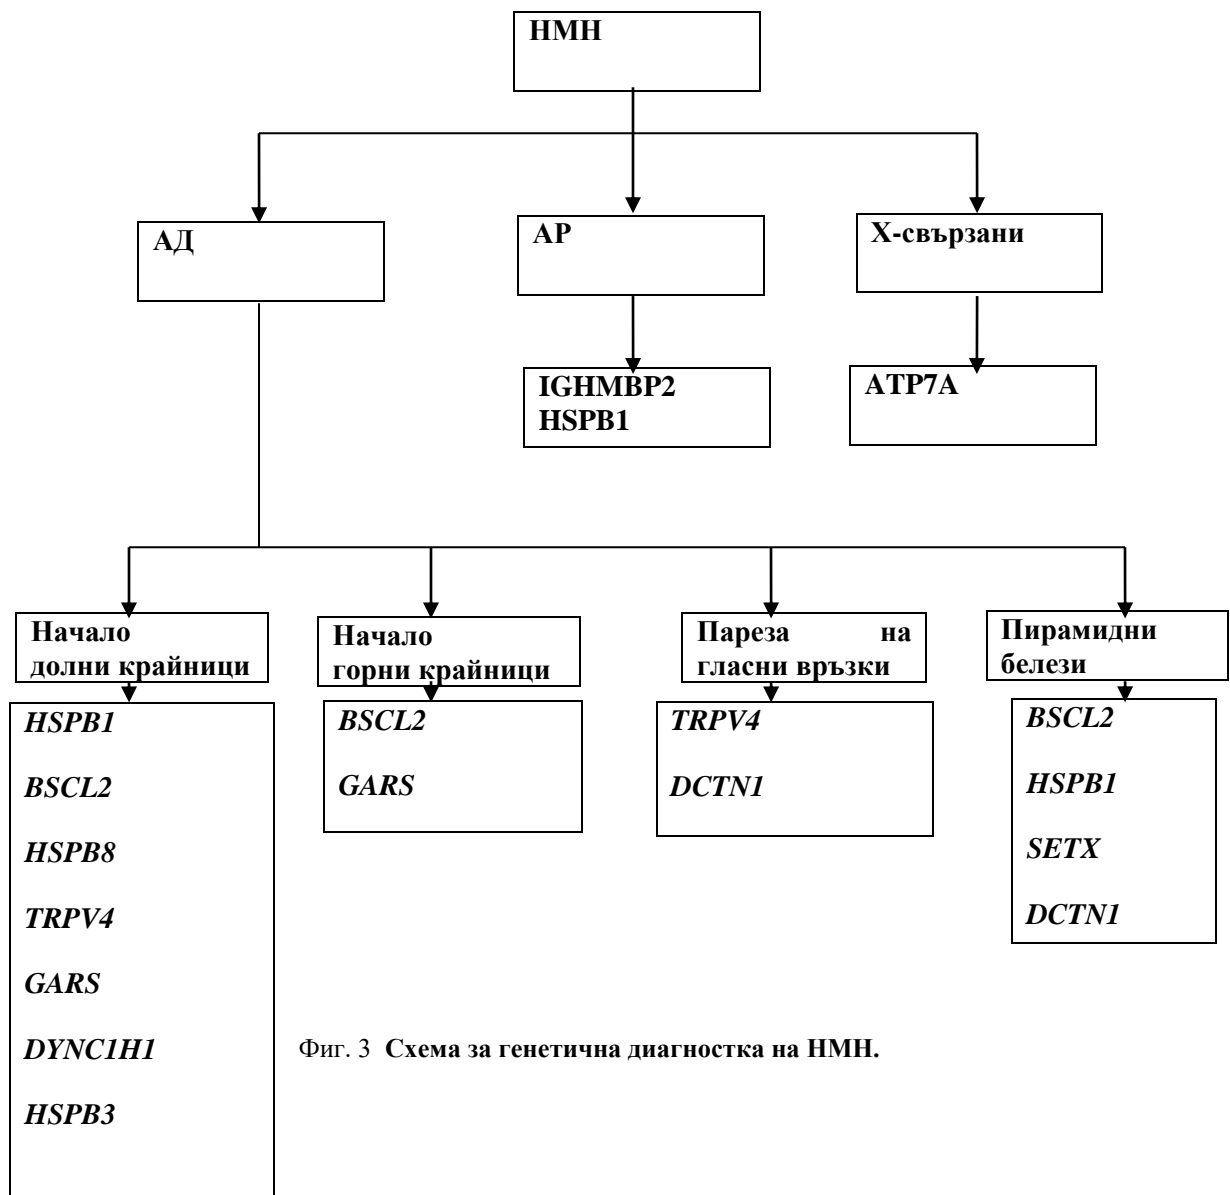 НМН
АД
АР
Х-свързани
IGHMBP2
HSPB1
ATP7A
Начало
долни крайници
Начало
горни крайници
Пареза на
гласни връзки
Пирамидни
белези
HSPB1
BSCL2
HSPB8
TRPV4
GARS
DYNC1H1
HSPB3
BSCL2
GARS
TRPV4
DCTN1
BSCL2
HSPB1
SETX
DCTN1
Фиг. 3 Схема за генетична диагностка на НМН.